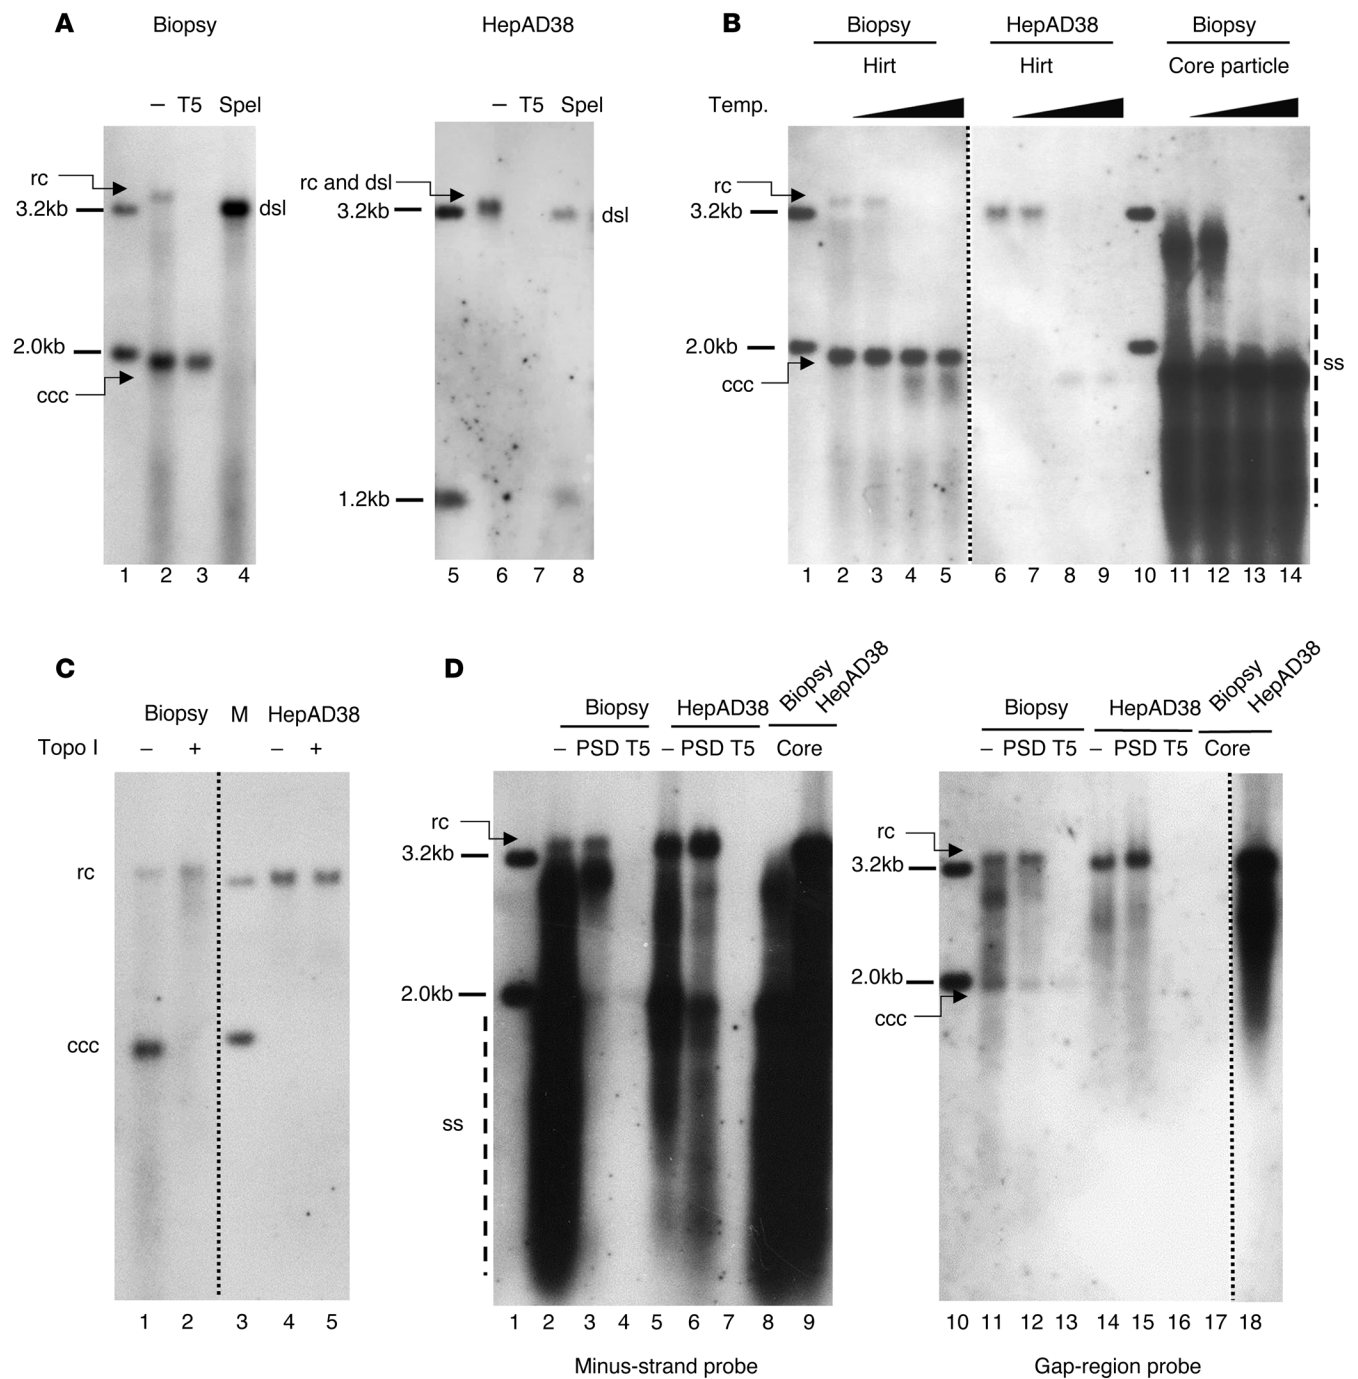 A
Biopsy
HepAD38
– T5 SpeI
– T5 SpeI
rc
3.2kb
dsl
2.0kb
ccc
rc and dsl
3.2kb
dsl
1.2kb
1 2 3 4
5 6 7 8
B
Biopsy HepAD38 Biopsy
Hirt Hirt Core particle
Temp.
rc
3.2kb
2.0kb
ccc
ss
1 2 3 4 5 6 7 8 9 10 11 12 13 14
C
Biopsy M HepAD38
Topo I – + – +
rc
ccc
1 2 3 4 5
D
Biopsy HepAD38 Biopsy HepAD38
– PSD T5 – PSD T5 Core
rc
3.2kb
2.0kb
ss
1 2 3 4 5 6 7 8 9
Minus-strand probe
Biopsy HepAD38 Biopsy HepAD38
– PSD T5 – PSD T5 Core
rc
3.2kb
2.0kb
ccc
10 11 12 13 14 15 16 17 18
Gap-region probe